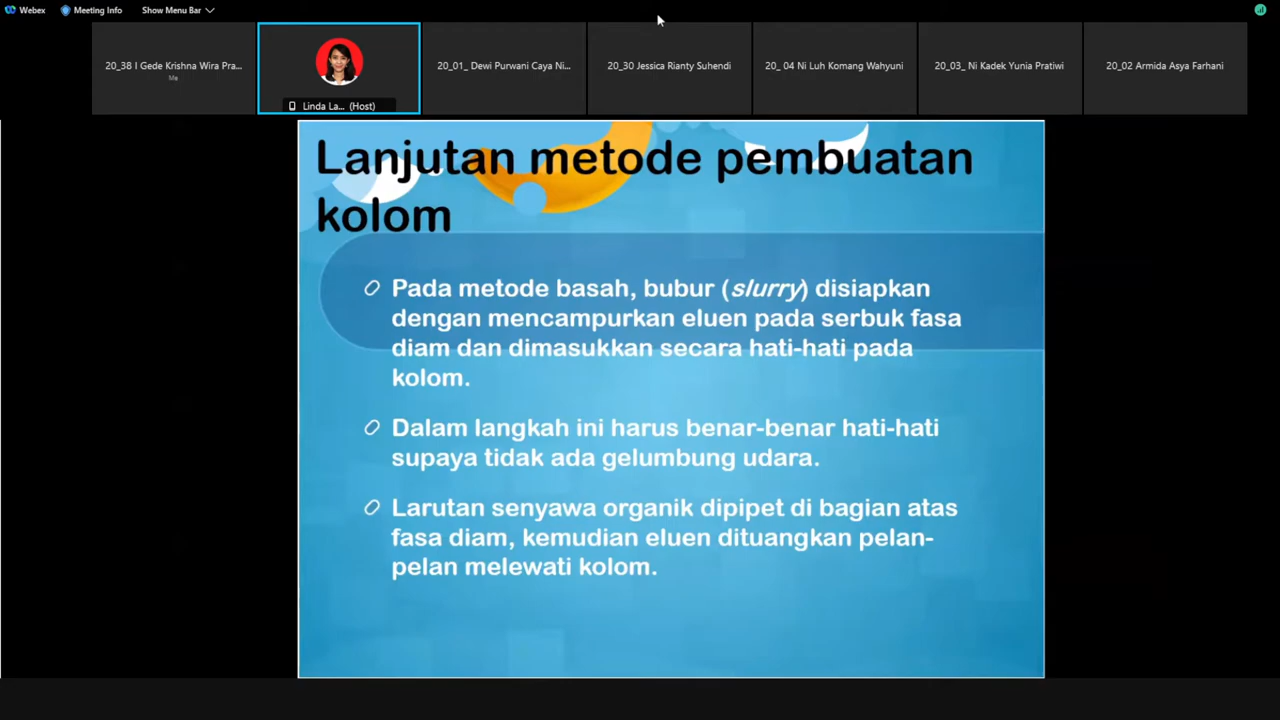 Webex Meeting Info Show Menu Bar
20_38 I Gede Krishna Wira Pra...
Me
Linda La... (Host)
20_01_ Dewi Purwani Caya Ni...
20_30 Jessica Rianty Suhendi
20_ 04 Ni Luh Komang Wahyuni
20_03_ Ni Kadek Yunia Pratiwi
20_02 Armida Asya Farhani
Lanjutan metode pembuatan
kolom
Pada metode basah, bubur (slurry) disiapkan
dengan mencampurkan eluen pada serbuk fasa
diam dan dimasukkan secara hati-hati pada
kolom.
Dalam langkah ini harus benar-benar hati-hati
supaya tidak ada gelumbung udara.
Larutan senyawa organik dipipet di bagian atas
fasa diam, kemudian eluen dituangkan pelan-
pelan melewati kolom.